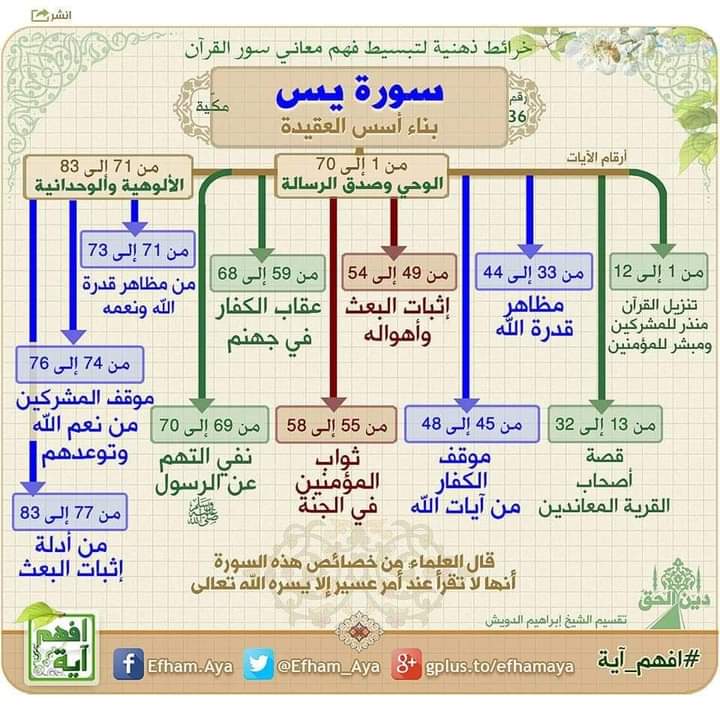 انشر
خرائط ذهنية لتبسيط فهم معاني سور القرآن
سورة يس
رقم
36
مكية
بناء أسس العقيدة
أرقام الآيات
من 1 إلى 70
الوحي وصدق الرسالة
من 71 إلى 83
الألوهية والوحدانية
من 1 إلى 12
تنزيل القرآن
منذر للمشركين
ومبشر للمؤمنين
من 13 إلى 32
قصة
أصحاب
القرية المعاندين
من 33 إلى 44
مظاهر
قدرة الله
من 45 إلى 48
موقف
الكفار
من آيات الله
من 49 إلى 54
إثبات البعث
وأهواله
من 55 إلى 58
ثواب
المؤمنين
في الجنة
من 59 إلى 68
عقاب الكفار
في جهنم
من 69 إلى 70
نفي التهم
عن الرسول
ﷺ
من 71 إلى 73
من مظاهر قدرة
الله ونعمه
من 74 إلى 76
موقف المشركين
من نعم الله
وتوعدهم
من 77 إلى 83
من أدلة
إثبات البعث
قال العلماء: من خصائص هذه السورة
أنها لا تقرأ عند أمر عسير إلا يسره الله تعالى
دين الحق
تقسيم الشيخ إبراهيم الدويش
#افهم_آية
gplus.to/efhamaya
@Efham_Aya
Efham.Aya
افهم
آية